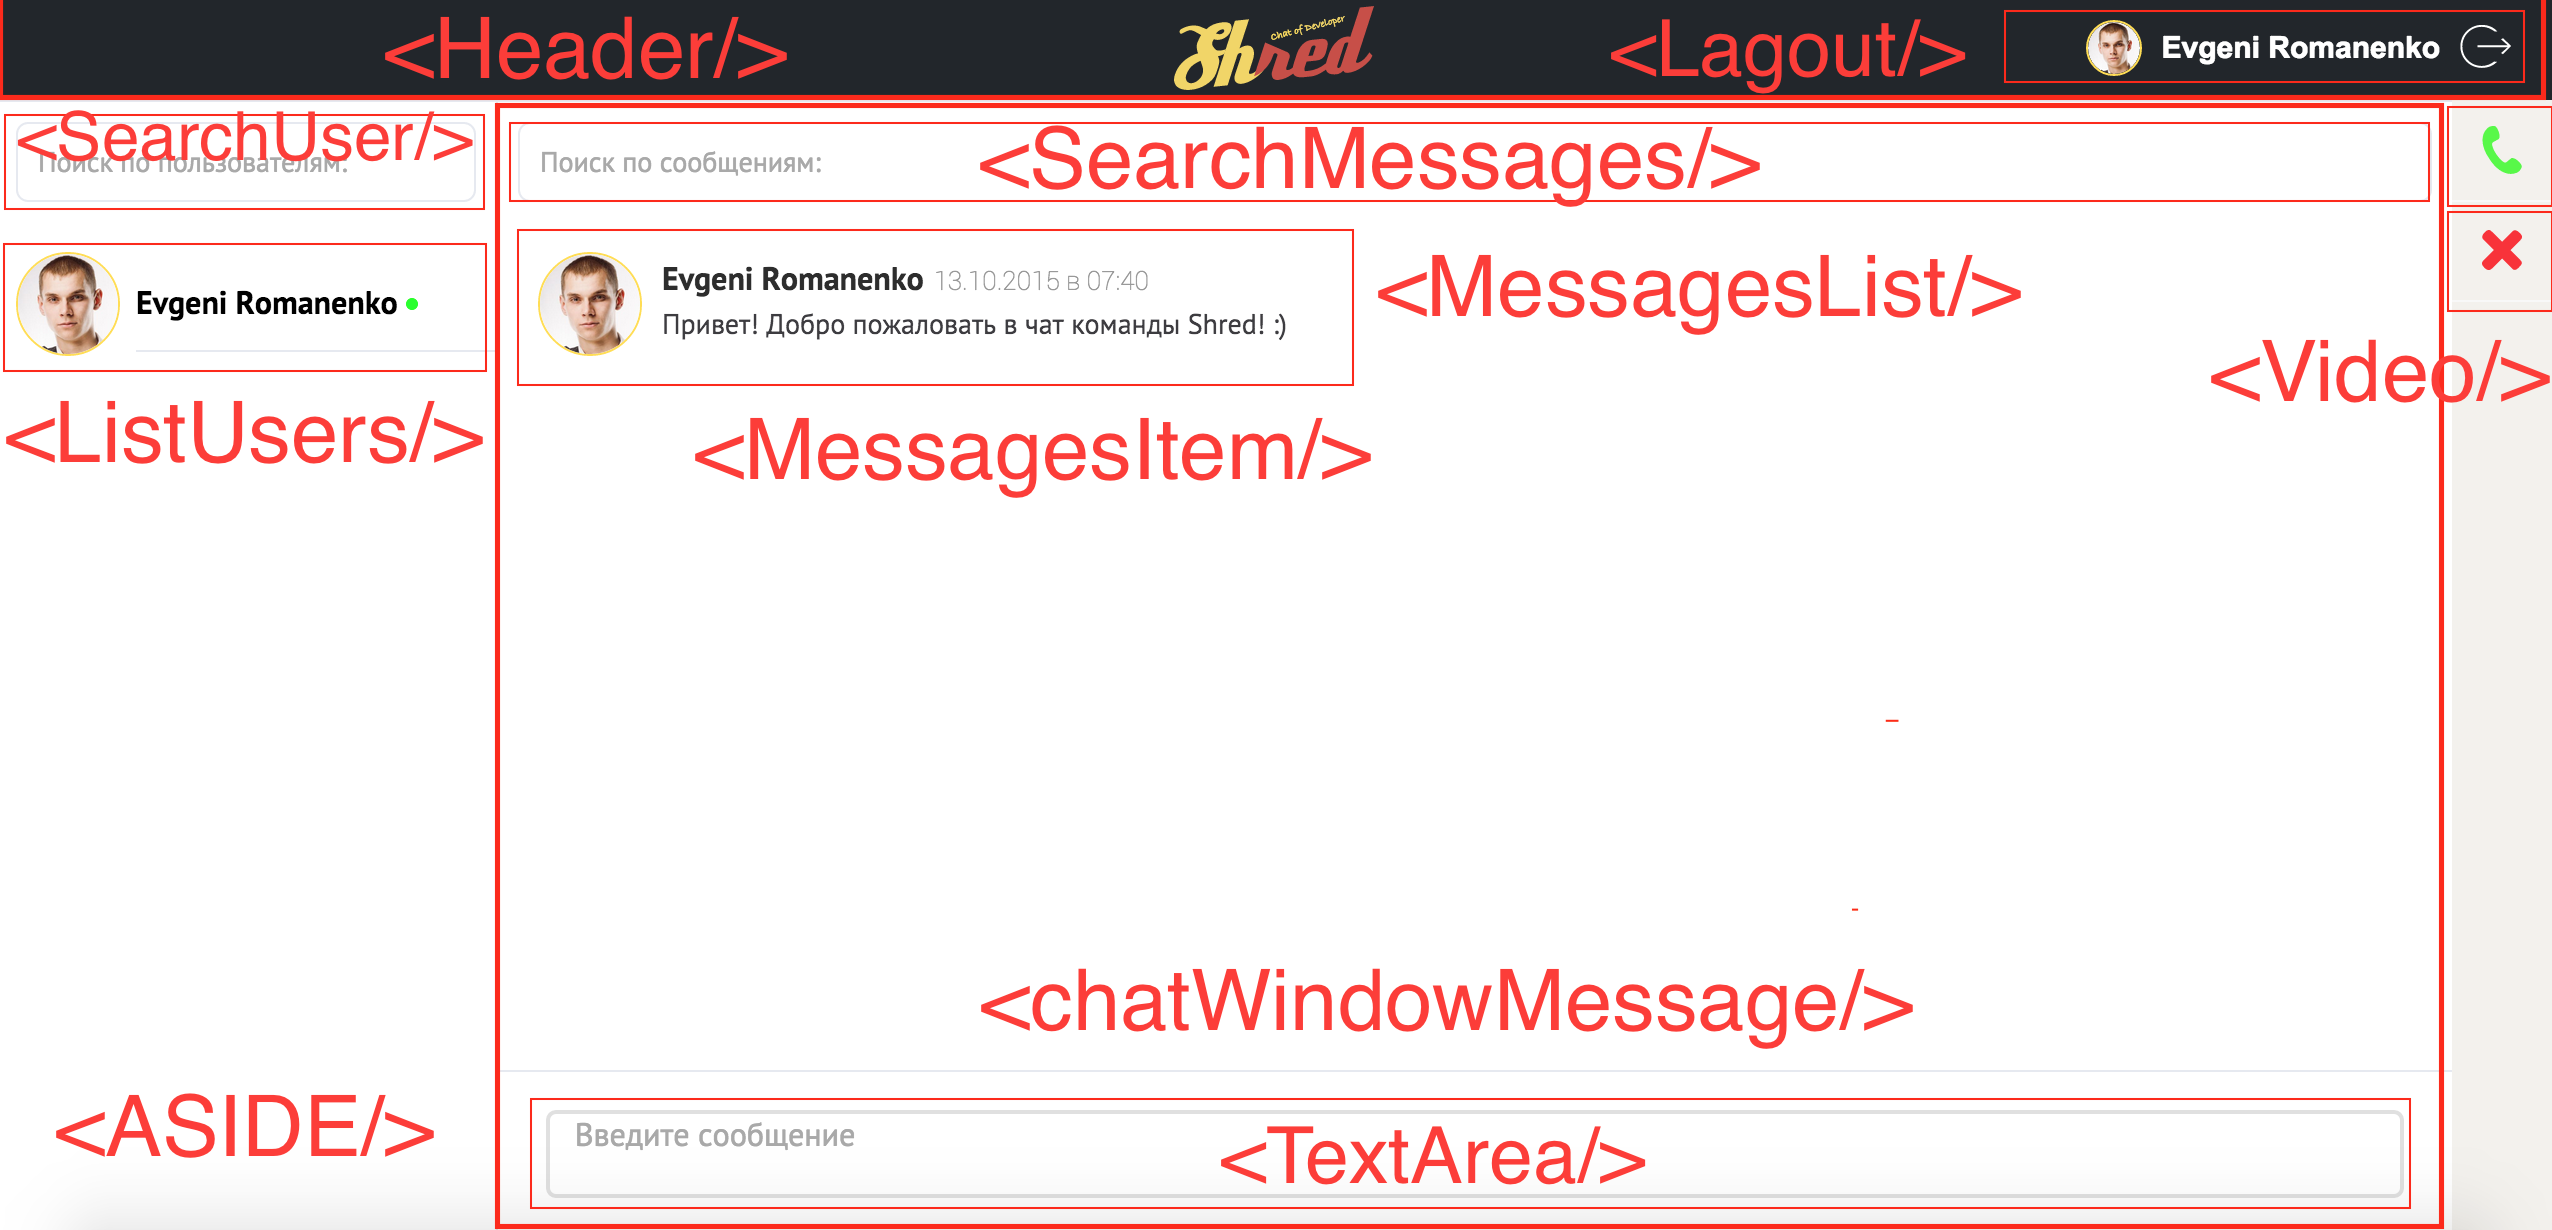 <Header/>
Shred
Chat of Developer
<Lagout/>
Evgeni Romanenko
<SearchUser/>
Поиск по пользователям:
Поиск по сообщениям:
<SearchMessages/>
Evgeni Romanenko
Evgeni Romanenko 13.10.2015 в 07:40
Привет! Добро пожаловать в чат команды Shred! :)
<MessagesList/>
<Video/>
<ListUsers/>
<MessagesItem/>
<chatWindowMessage/>
<ASIDE/>
Введите сообщение
<TextArea/>